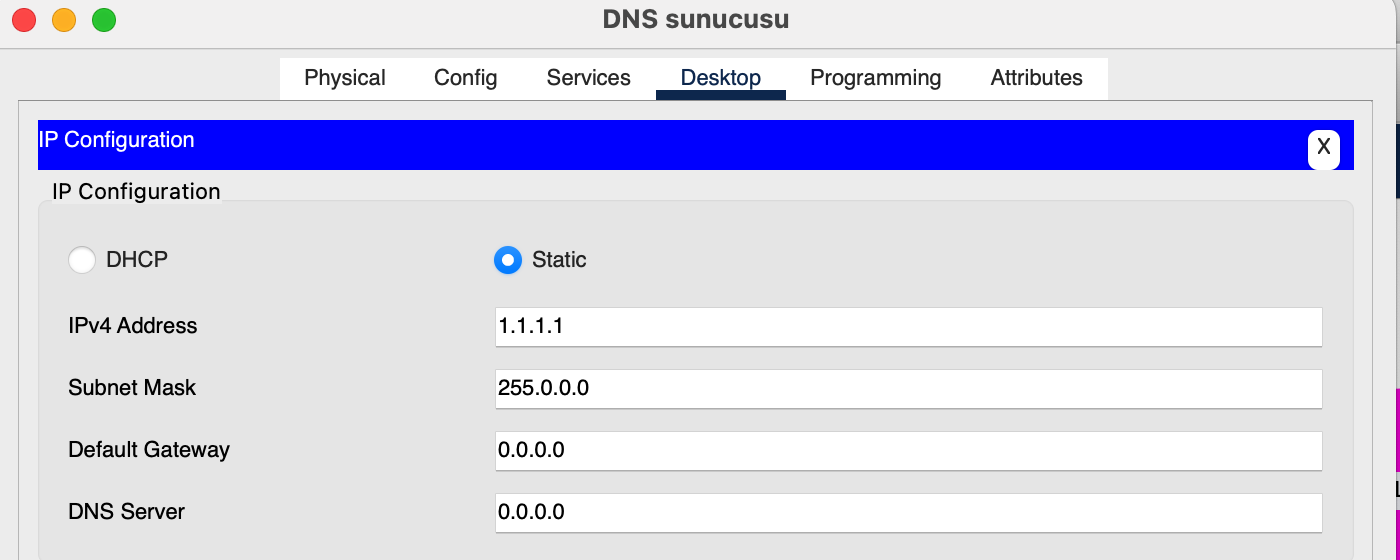 DNS sunucusu
Physical Config Services Desktop Programming Attributes
IP Configuration X
IP Configuration
DHCP Static
IPv4 Address 1.1.1.1
Subnet Mask 255.0.0.0
Default Gateway 0.0.0.0
DNS Server 0.0.0.0